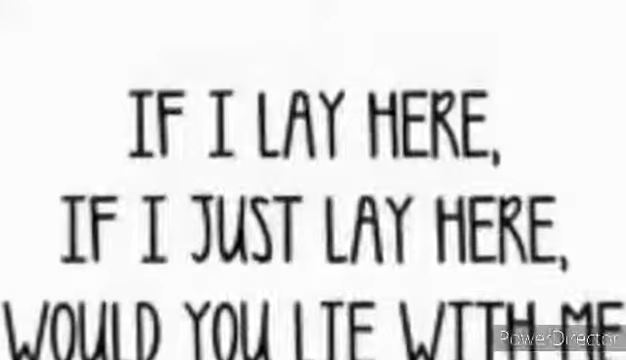 IF I LAY HERE,
IF I JUST LAY HERE,
WOULD YOU LIE WITH ME
PowerDirector